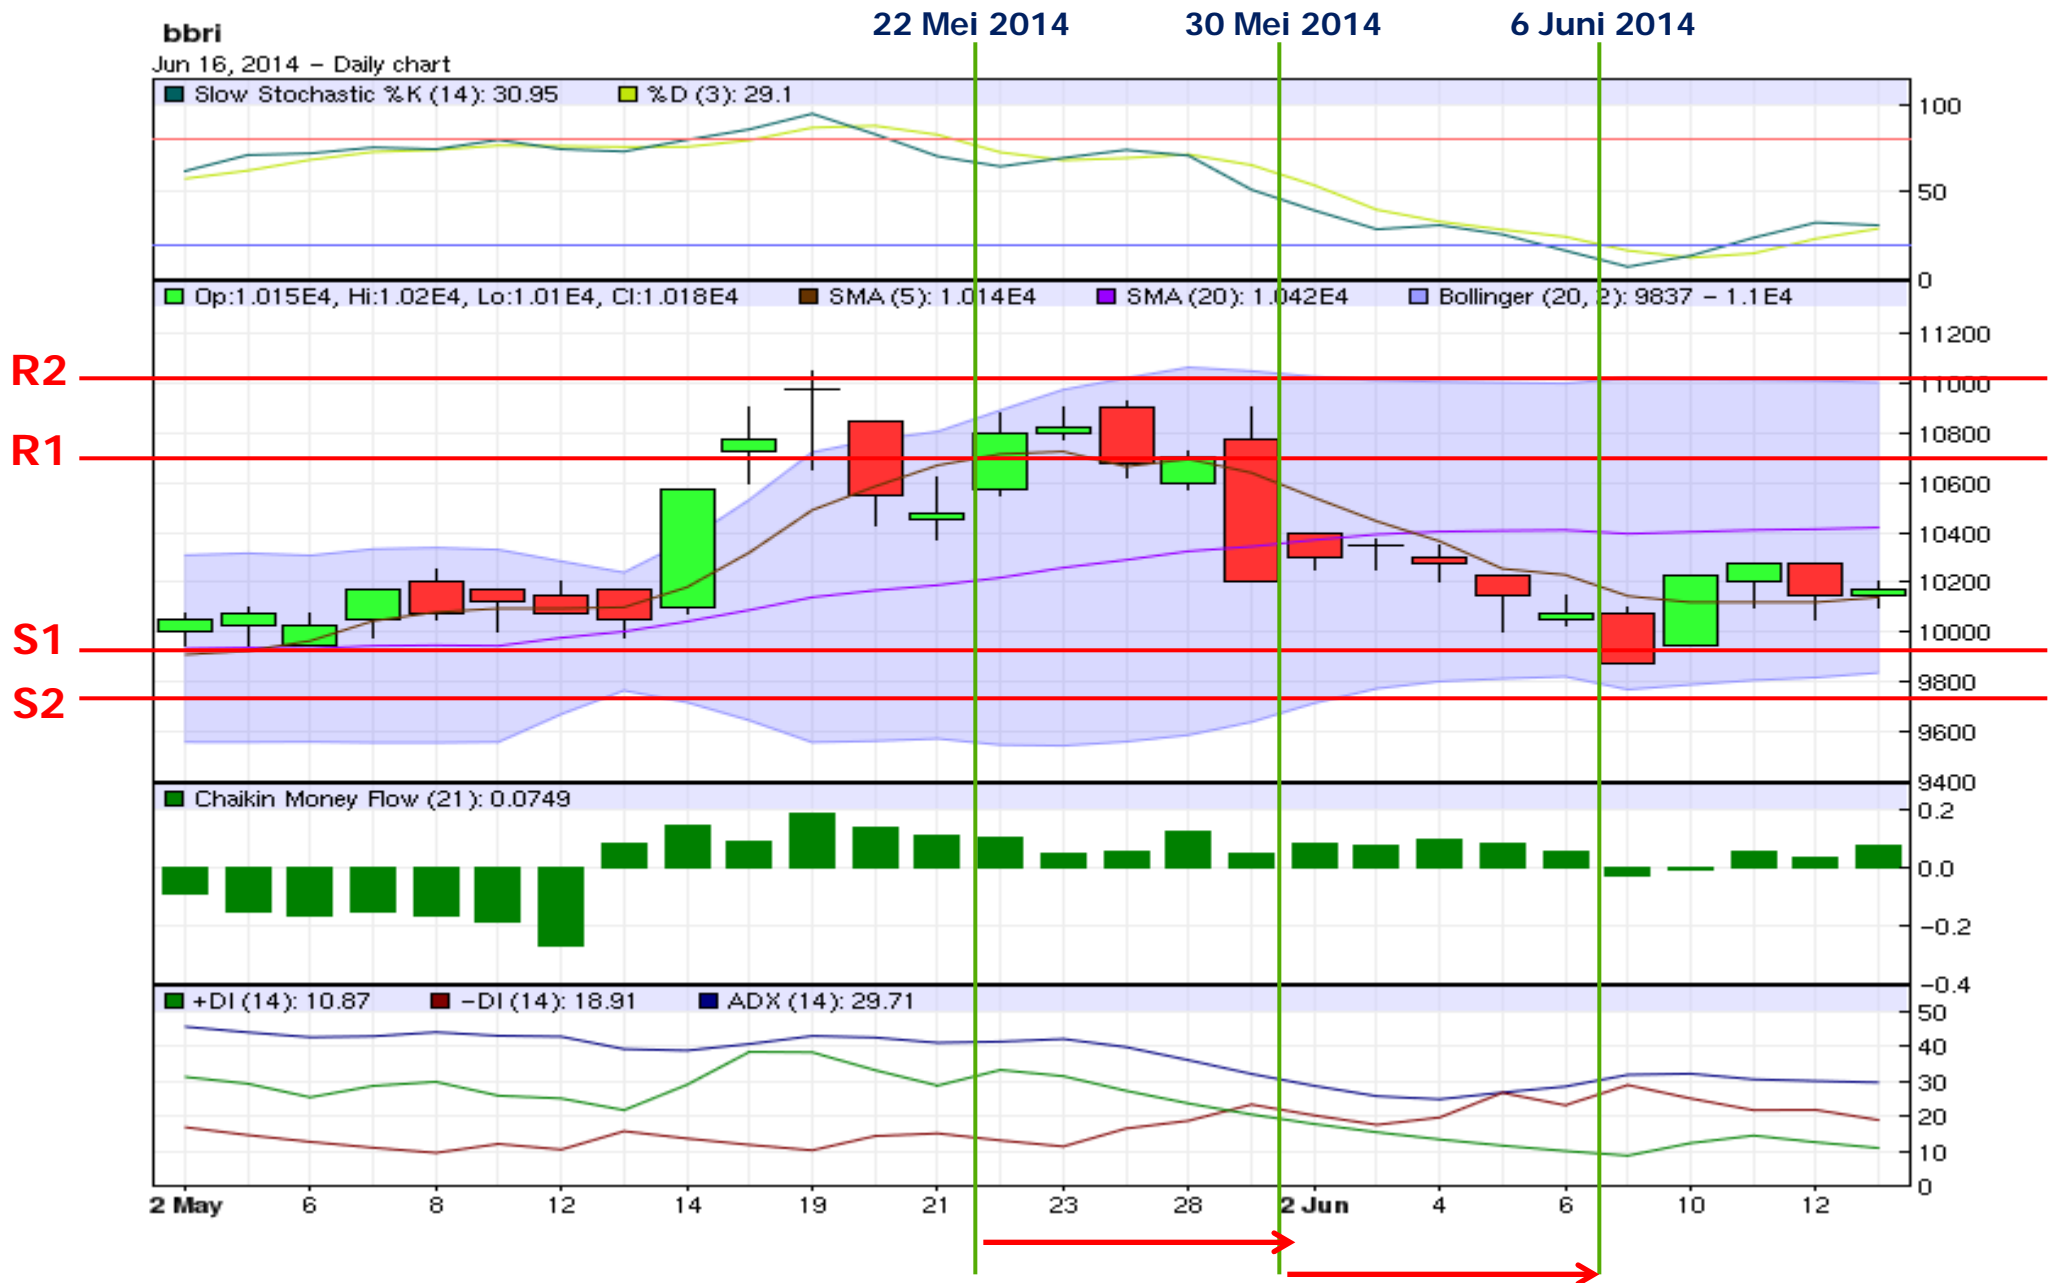 22 Mei 2014 30 Mei 2014 6 Juni 2014
bbri
Jun 16, 2014 – Daily chart
Slow Stochastic %K (14): 30.95 %D (3): 29.1
100
50
0
Op:1.015E4, Hi:1.02E4, Lo:1.01E4, Cl:1.018E4 SMA (5): 1.014E4 SMA (20): 1.042E4 Bollinger (20, 2): 9837 – 1.1E4
11200
R2
11000
10800
R1
10600
10400
10200
10000
S1
9800
S2
9600
9400
Chaikin Money Flow (21): 0.0749
0.2
0.0
−0.2
−0.4
+DI (14): 10.87 −DI (14): 18.91 ADX (14): 29.71
50
40
30
20
10
0
2 May 6 8 12 14 19 21 23 28 2 Jun 4 6 10 12